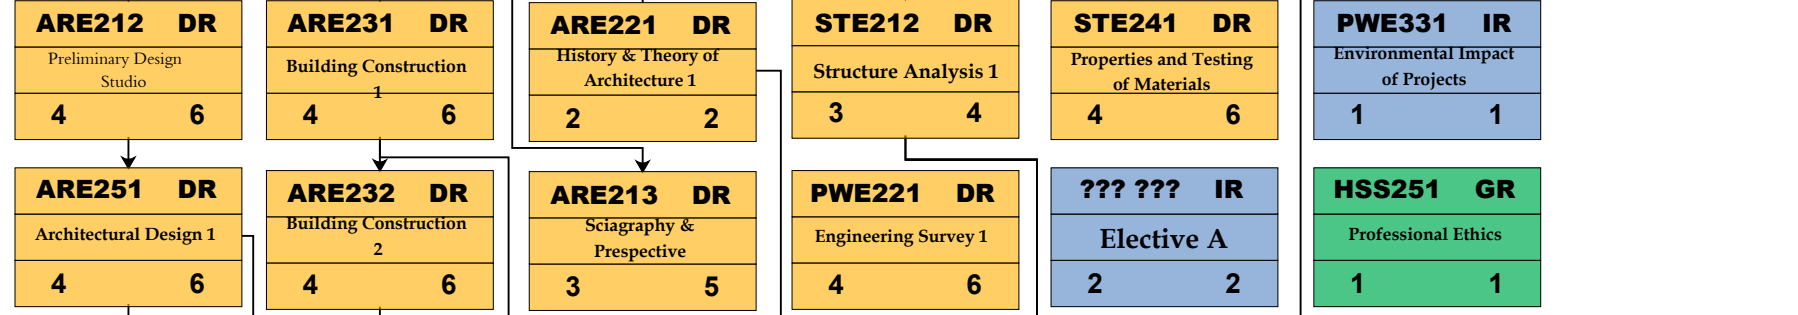 ARE212 DR
Preliminary Design
Studio
4 6
ARE231 DR
Building Construction
1
4 6
ARE221 DR
History & Theory of
Architecture 1
2 2
STE212 DR
Structure Analysis 1
3 4
STE241 DR
Properties and Testing
of Materials
4 6
PWE331 IR
Environmental Impact
of Projects
1 1
ARE251 DR
Architectural Design 1
4 6
ARE232 DR
Building Construction
2
4 6
ARE213 DR
Sciagraphy &
Prespective
3 5
PWE221 DR
Engineering Survey 1
4 6
??? ??? IR
Elective A
2 2
HSS251 GR
Professional Ethics
1 1